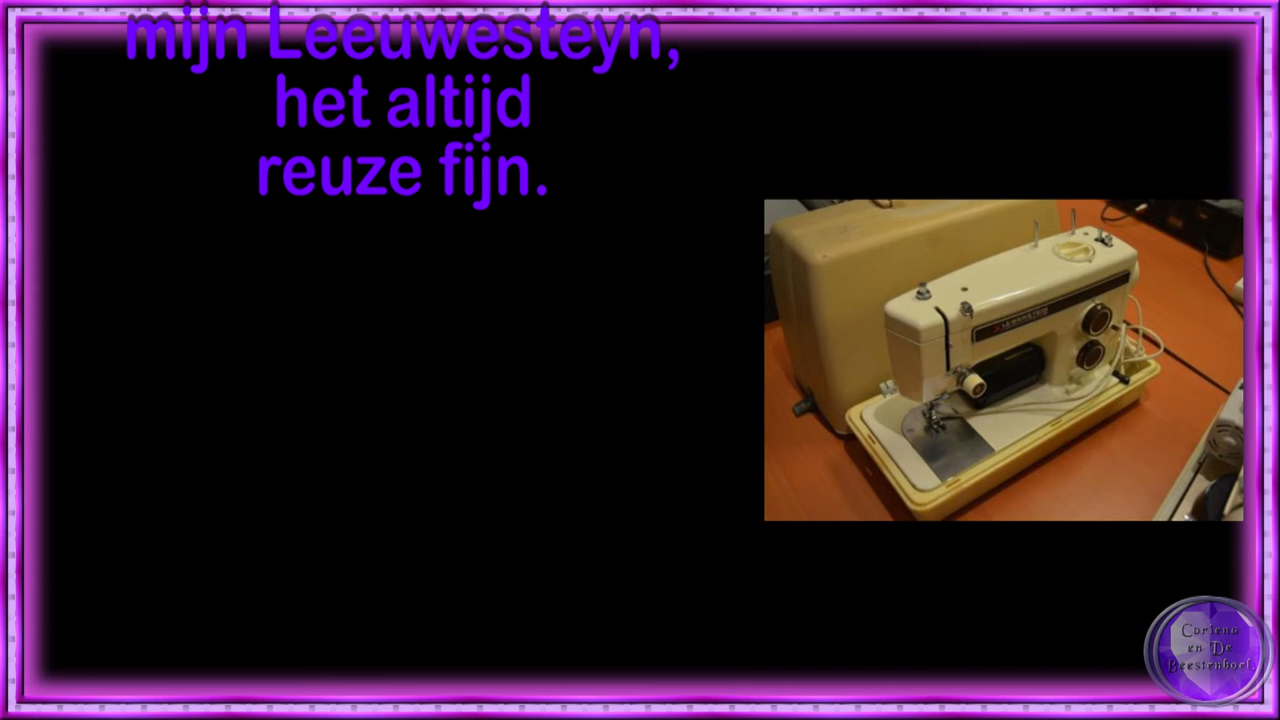 mijn Leeuwesteyn,
het altijd
reuze fijn.
Coriena
en De
Beestenboel.